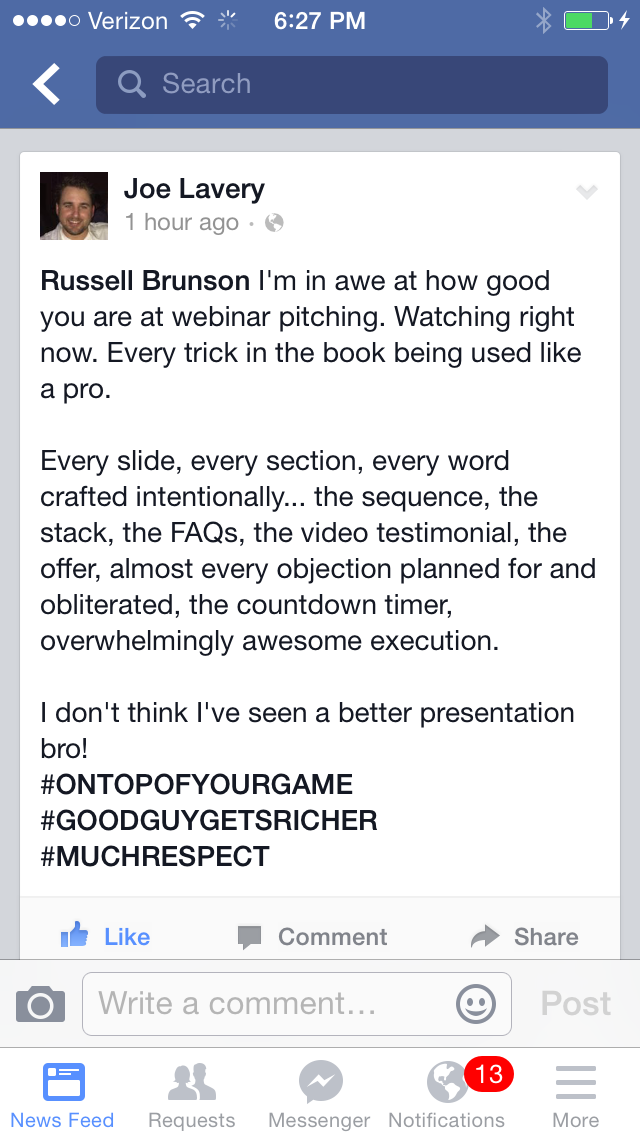 Verizon 6:27 PM
Search
Joe Lavery
1 hour ago ·
Russell Brunson I'm in awe at how good
you are at webinar pitching. Watching right
now. Every trick in the book being used like
a pro.
Every slide, every section, every word
crafted intentionally... the sequence, the
stack, the FAQs, the video testimonial, the
offer, almost every objection planned for and
obliterated, the countdown timer,
overwhelmingly awesome execution.
I don't think I've seen a better presentation
bro!
#ONTOPOFYOURGAME
#GOODGUYGETSRICHER
#MUCHRESPECT
Like Comment Share
Write a comment... Post
13
News Feed Requests Messenger Notifications More